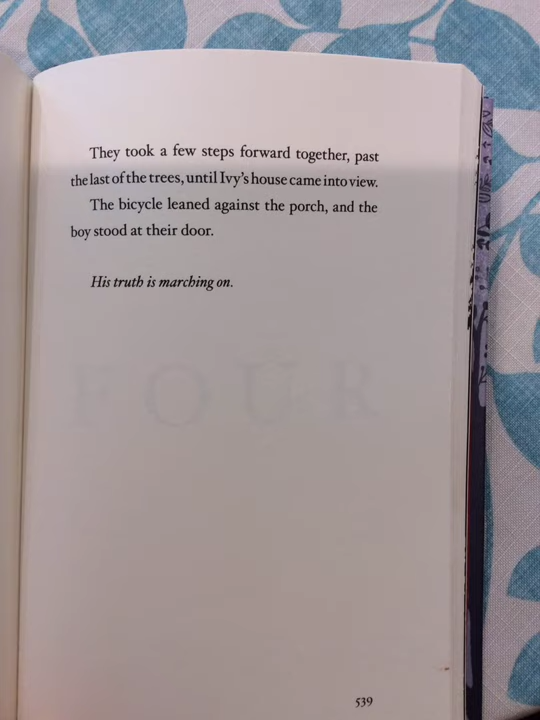 They took a few steps forward together, past
the last of the trees, until Ivy's house came into view.
The bicycle leaned against the porch, and the
boy stood at their door.
His truth is marching on.
FOUR
539